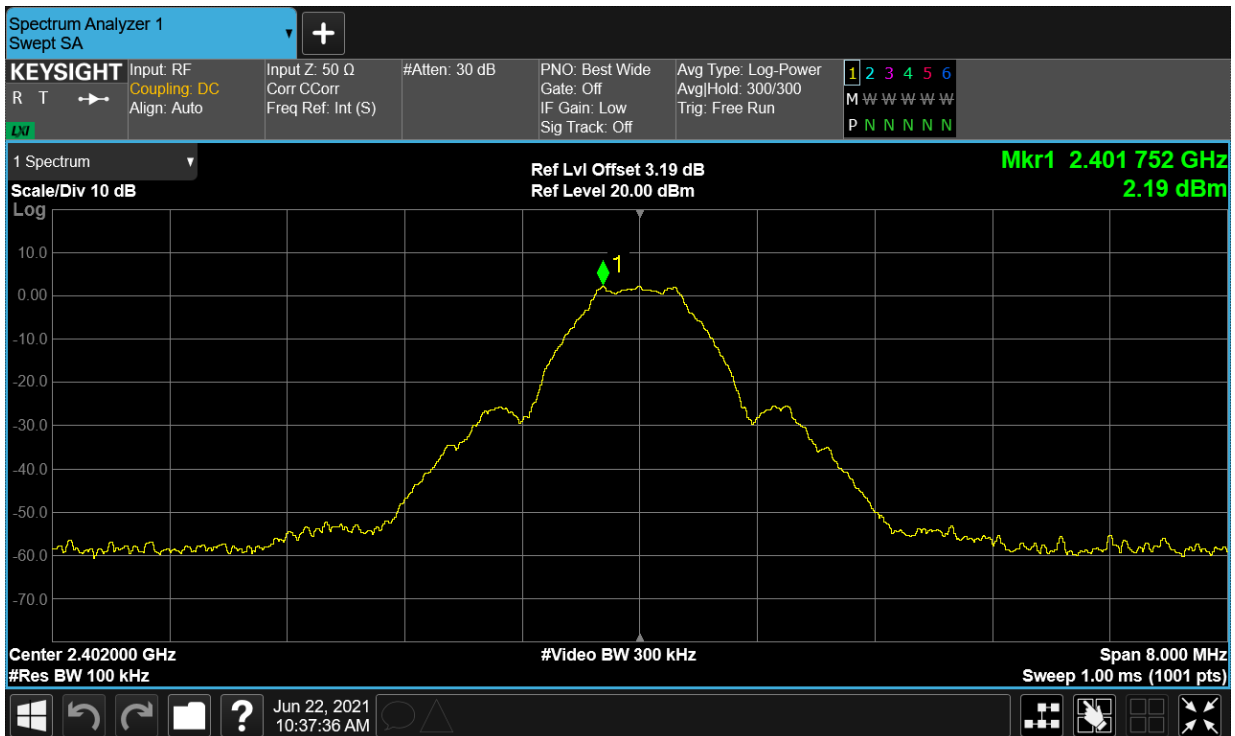 Spectrum Analyzer 1
Swept SA
+
KEYSIGHT
R T
LXI
Input: RF
Coupling: DC
Align: Auto
Input Z: 50 Ω
Corr CCorr
Freq Ref: Int (S)
#Atten: 30 dB
PNO: Best Wide
Gate: Off
IF Gain: Low
Sig Track: Off
Avg Type: Log-Power
Avg|Hold: 300/300
Trig: Free Run
1 2 3 4 5 6
M W W W W W
P N N N N N
1 Spectrum
Scale/Div 10 dB
Log
Ref Lvl Offset 3.19 dB
Ref Level 20.00 dBm
Mkr1 2.401 752 GHz
2.19 dBm
10.0
1
0.00
-10.0
-20.0
-30.0
-40.0
-50.0
-60.0
-70.0
Center 2.402000 GHz
#Res BW 100 kHz
#Video BW 300 kHz
Span 8.000 MHz
Sweep 1.00 ms (1001 pts)
?
Jun 22, 2021
10:37:36 AM